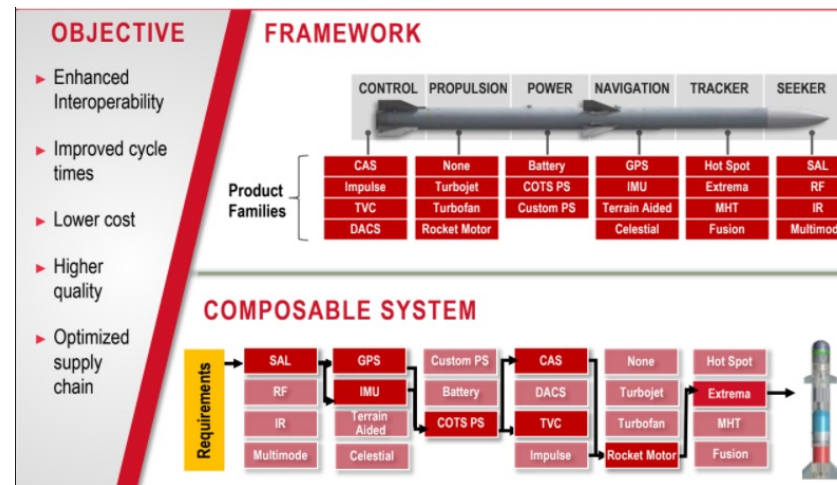 OBJECTIVE
► Enhanced
Interoperability
► Improved cycle
times
► Lower cost
► Higher
quality
► Optimized
supply
chain
FRAMEWORK
CONTROL PROPULSION POWER NAVIGATION TRACKER SEEKER
Product
Families
CAS None Battery GPS Hot Spot SAL
Impulse Turbojet COTS PS IMU Extrema RF
TVC Turbofan Custom PS Terrain Aided MHT IR
DACS Rocket Motor Celestial Fusion Multimod
COMPOSABLE SYSTEM
Requirements
SAL GPS Custom PS CAS None Hot Spot
RF IMU Battery DACS Turbojet Extrema
IR Terrain Aided COTS PS TVC Turbofan MHT
Multimode Celestial Impulse Rocket Motor Fusion